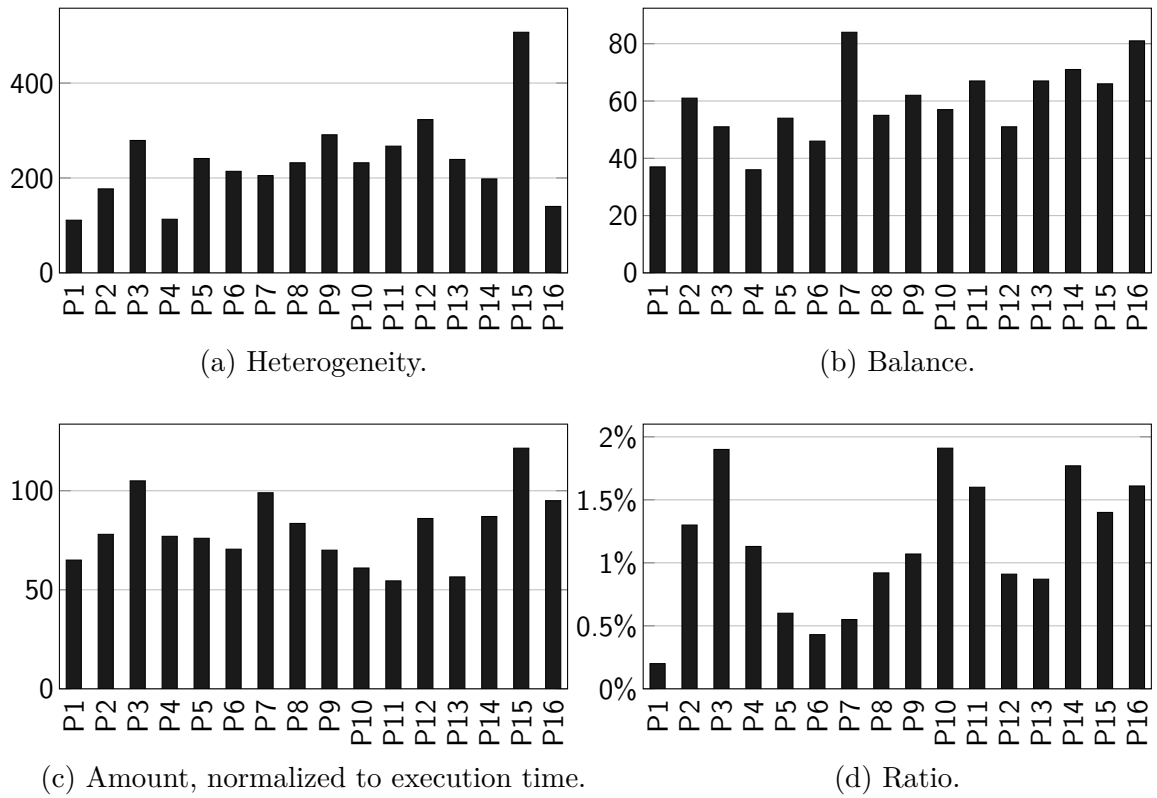 400
200
0
P1 P2 P3 P4 P5 P6 P7 P8 P9 P10 P11 P12 P13 P14 P15 P16
(a) Heterogeneity.
80
60
40
20
0
P1 P2 P3 P4 P5 P6 P7 P8 P9 P10 P11 P12 P13 P14 P15 P16
(b) Balance.
100
50
0
P1 P2 P3 P4 P5 P6 P7 P8 P9 P10 P11 P12 P13 P14 P15 P16
(c) Amount, normalized to execution time.
2%
1.5%
1%
0.5%
0%
P1 P2 P3 P4 P5 P6 P7 P8 P9 P10 P11 P12 P13 P14 P15 P16
(d) Ratio.